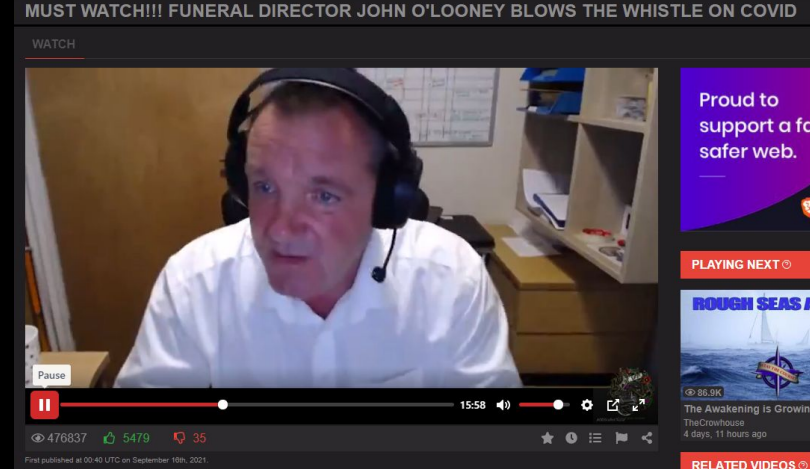 MUST WATCH!!! FUNERAL DIRECTOR JOHN O'LOONEY BLOWS THE WHISTLE ON COVID
WATCH
Proud to
support a fa
safer web.
PLAYING NEXT
ROUGH SEAS A
86.9K
The Awakening is Growin
TheCrowhouse
4 days, 11 hours ago
RELATED VIDEOS
Pause
15:58
476837 5479 35
First published at 00:40 UTC on September 16th, 2021.